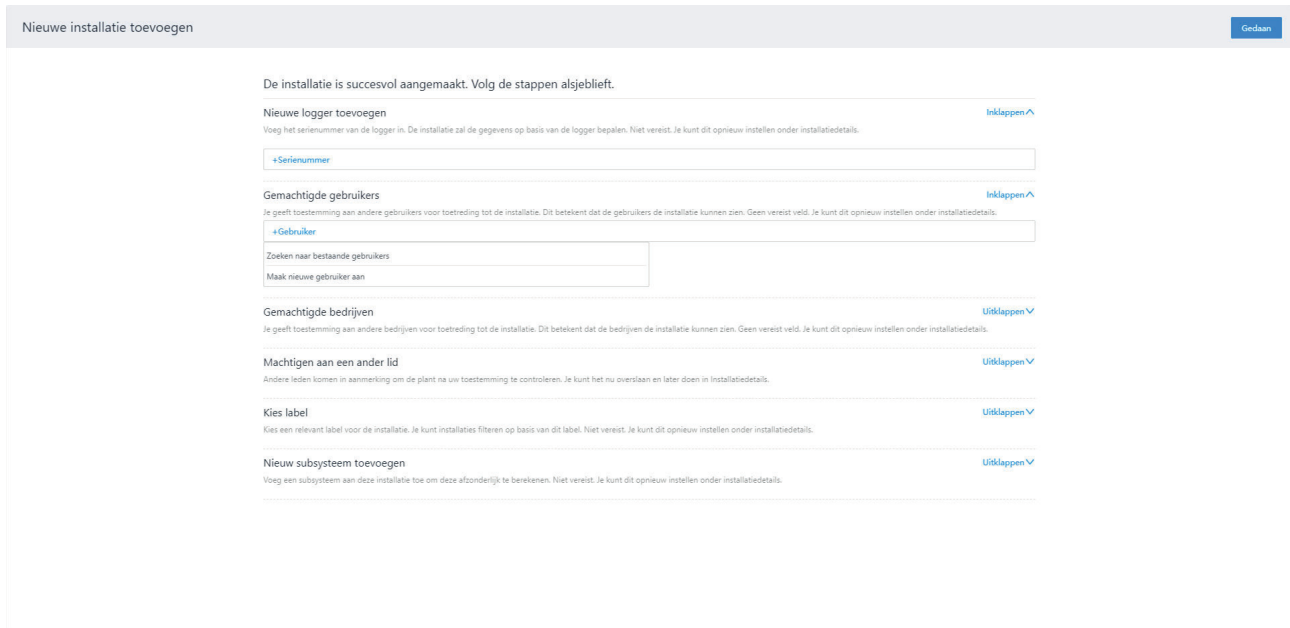 Nieuwe installatie toevoegen
Gedaan
De installatie is succesvol aangemaakt. Volg de stappen alsjeblieft.
Nieuwe logger toevoegen
Inklappen
Voeg het serienummer van de logger in. De installatie zal de gegevens op basis van de logger bepalen. Niet vereist. Je kunt dit opnieuw instellen onder installatiedetails.
+Serienummer
Gemachtigde gebruikers
Inklappen
Je geeft toestemming aan andere gebruikers voor toetreding tot de installatie. Dit betekent dat de gebruikers de installatie kunnen zien. Geen vereist veld. Je kunt dit opnieuw instellen onder installatiedetails.
+Gebruiker
Zoeken naar bestaande gebruikers
Maak nieuwe gebruiker aan
Gemachtigde bedrijven
Uitklappen
Je geeft toestemming aan andere bedrijven voor toetreding tot de installatie. Dit betekent dat de bedrijven de installatie kunnen zien. Geen vereist veld. Je kunt dit opnieuw instellen onder installatiedetails.
Machtigen aan een ander lid
Uitklappen
Andere leden komen in aanmerking om de plant na uw toestemming te controleren. Je kunt het nu overslaan en later doen in Installatiedetails.
Kies label
Uitklappen
Kies een relevant label voor de installatie. Je kunt installaties filteren op basis van dit label. Niet vereist. Je kunt dit opnieuw instellen onder installatiedetails.
Nieuw subsysteem toevoegen
Uitklappen
Voeg een subsysteem aan deze installatie toe om deze afzonderlijk te berekenen. Niet vereist. Je kunt dit opnieuw instellen onder installatiedetails.